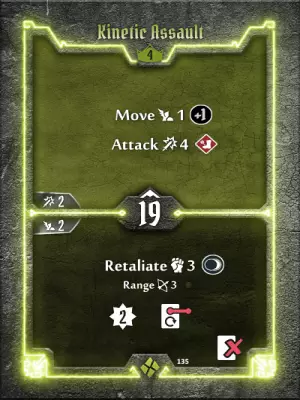 Kinetic Assault
4
Move 1 +1
Attack 4
2
19
2
Retaliate 3
Range 3
2
135